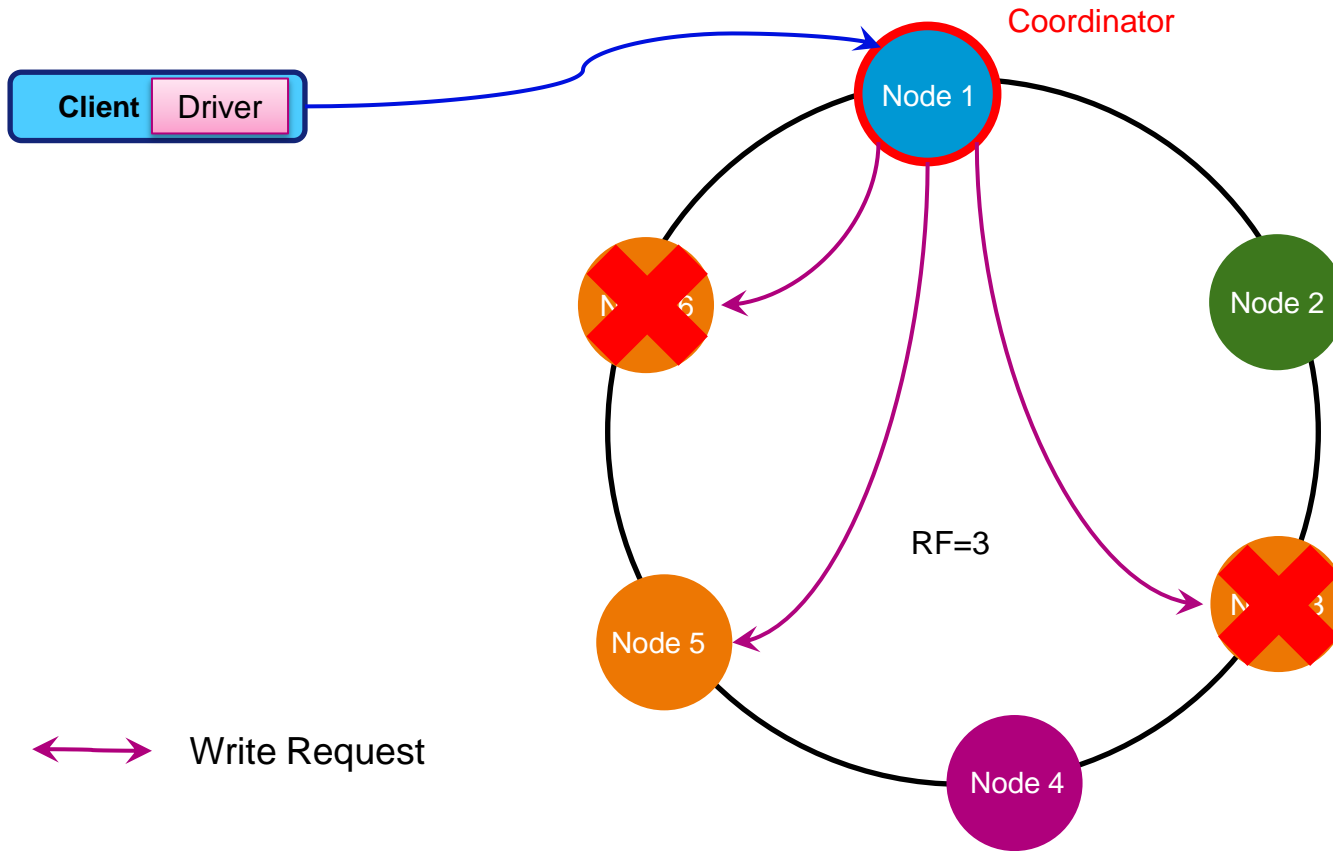 Coordinator
Client
Driver
Node 1
Node 2
RF=3
Node 5
Node 4
Write Request